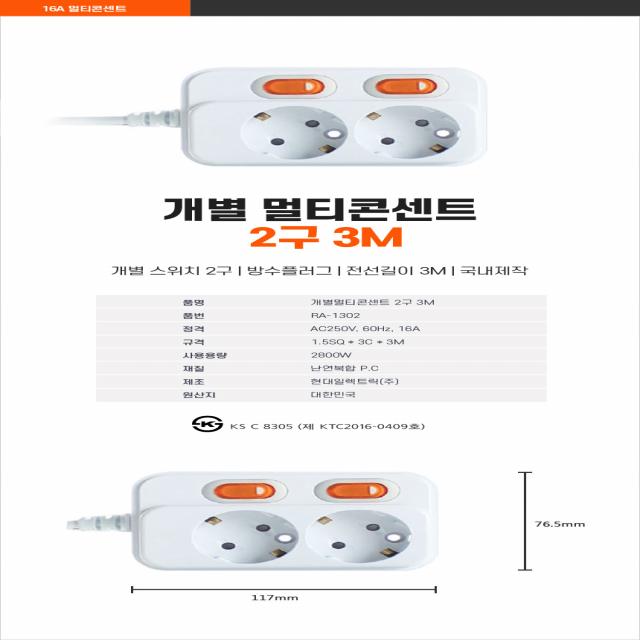 16A 멀티콘센트
개별 멀티콘센트
2구 3M
개별 스위치 2구 | 방수플러그 | 전선길이 3M | 국내제작
품명 개별멀티콘센트 2구 3M
품번 RA-1302
정격 AC250V, 60Hz, 16A
규격 1.5SQ * 3C * 3M
사용용량 2800W
재질 난연복합 P.C
제조 현대일렉트릭(주)
원산지 대한민국
KS C 8305 (제 KTC2016-0409호)
76.5mm
117mm